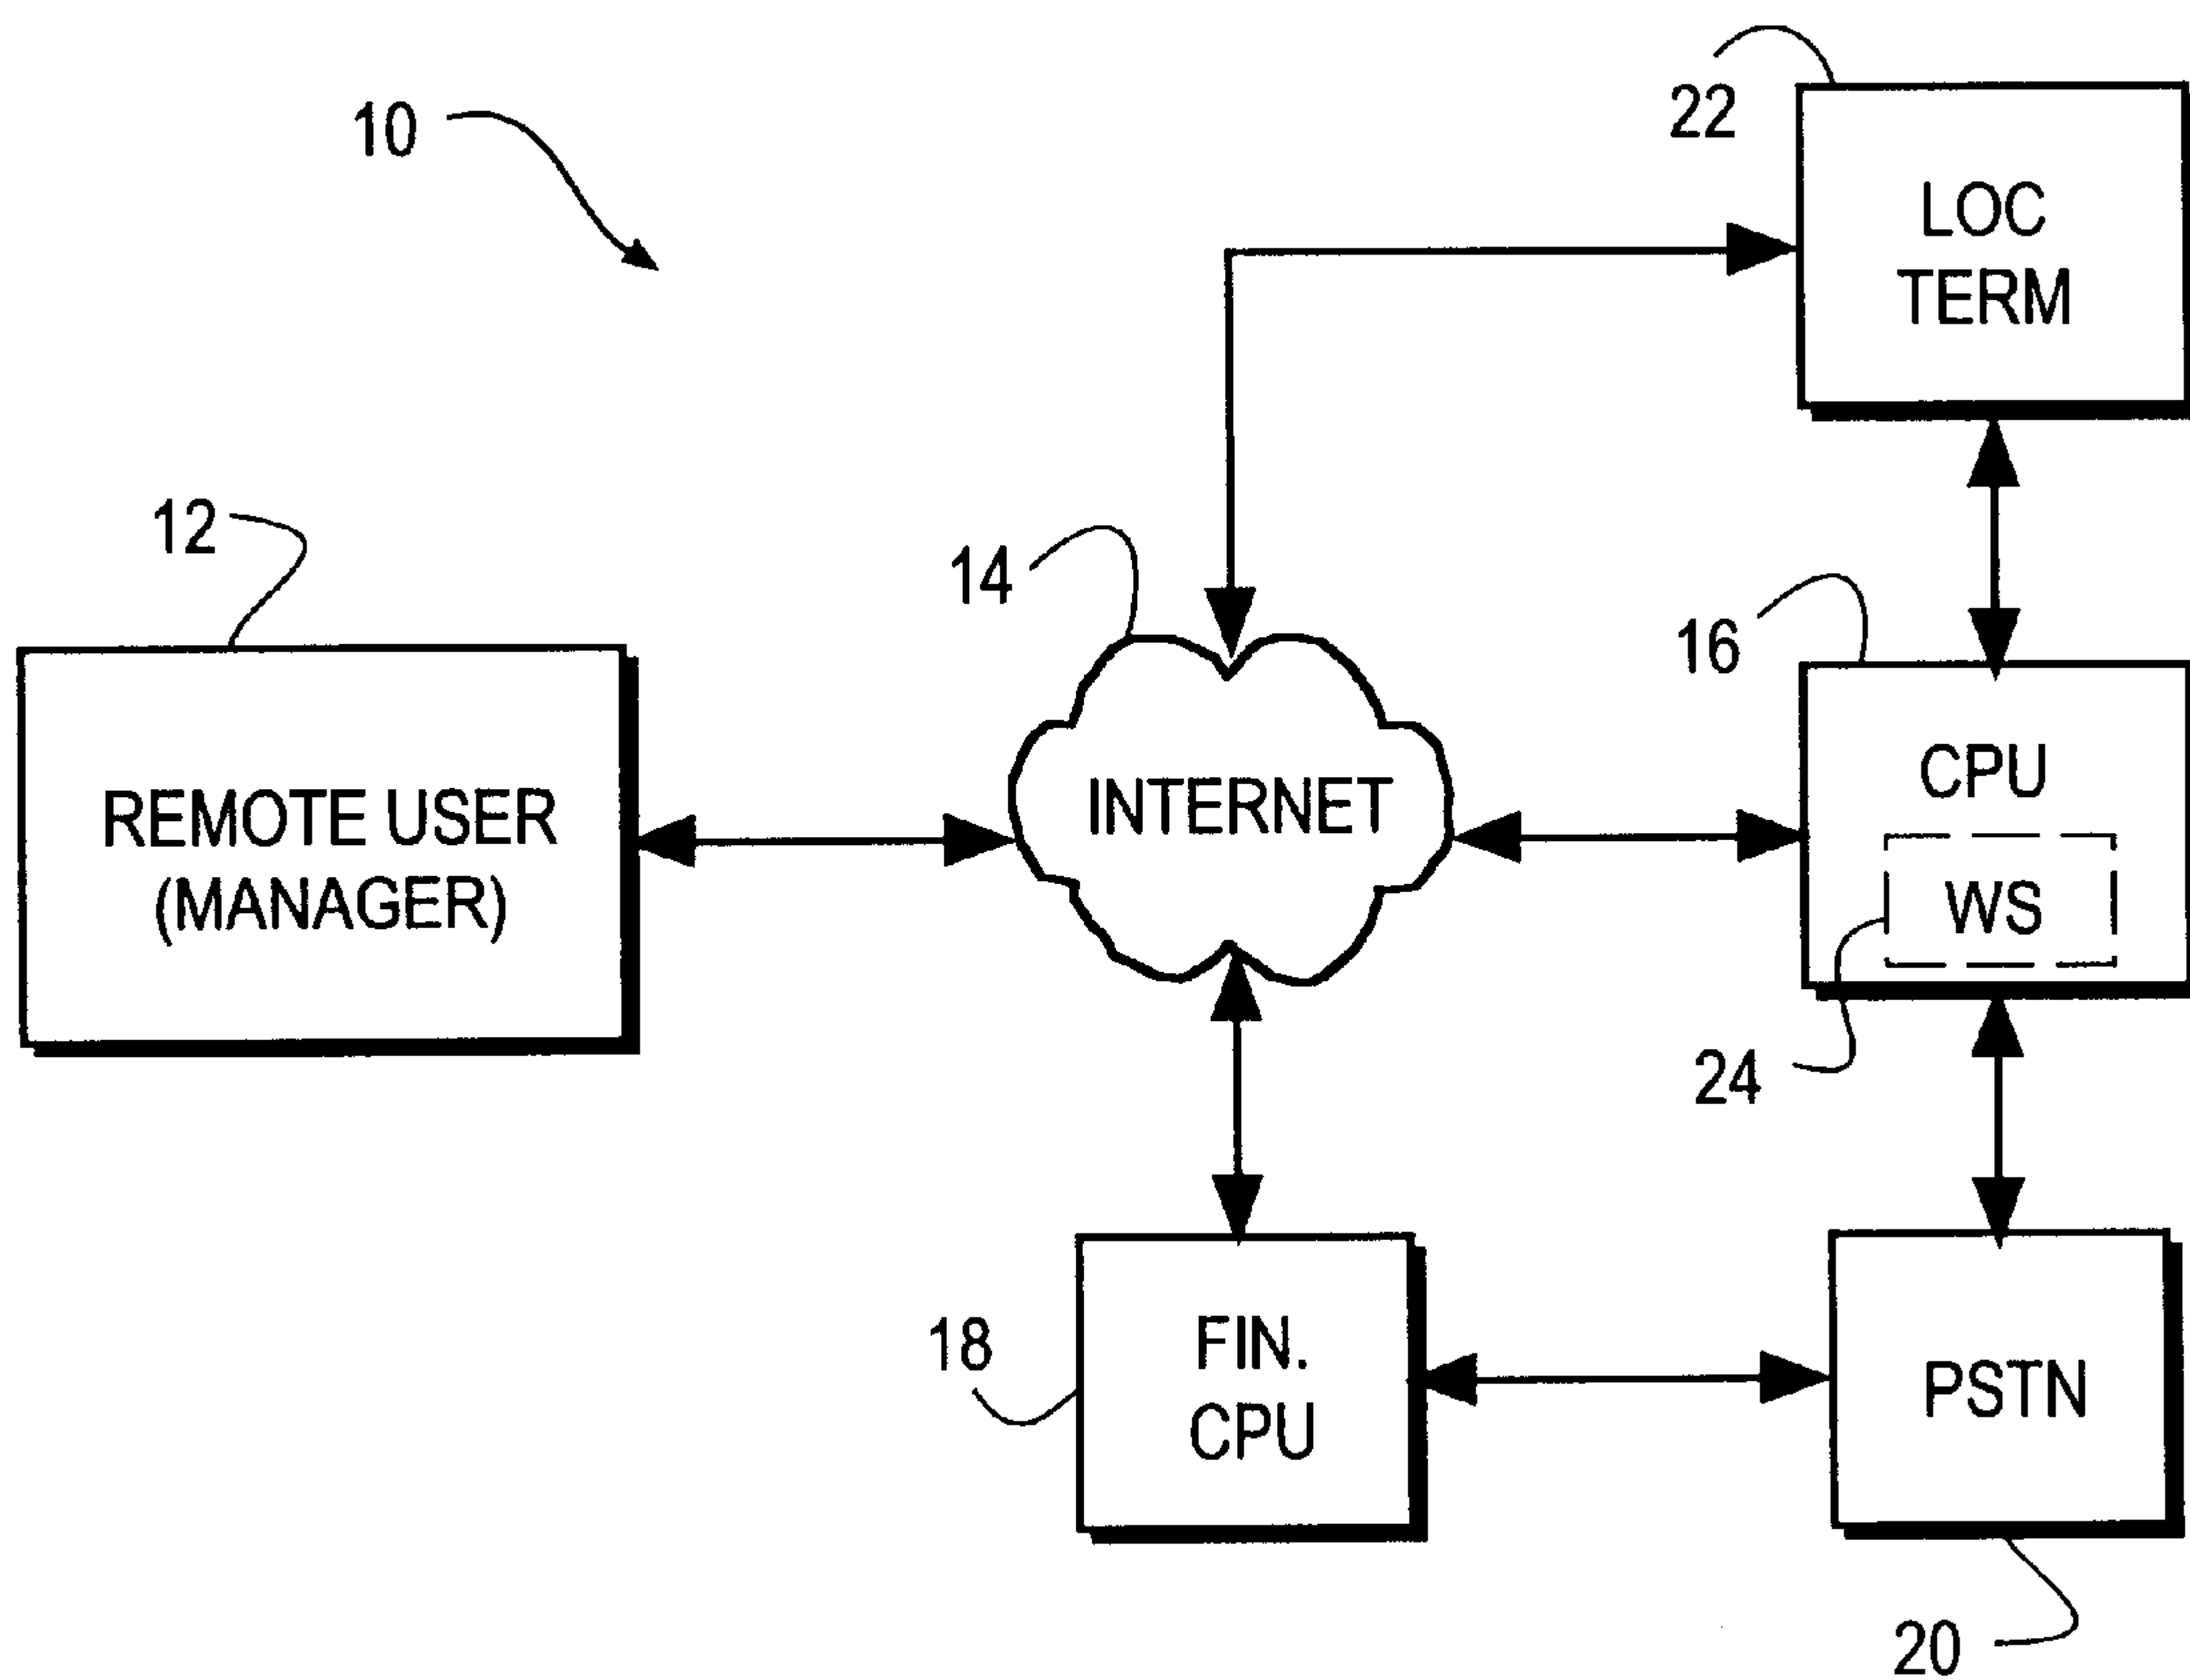 10
22
LOC
TERM
12
14
16
REMOTE USER
(MANAGER)
INTERNET
CPU
WS
24
18
FIN.
CPU
PSTN
20